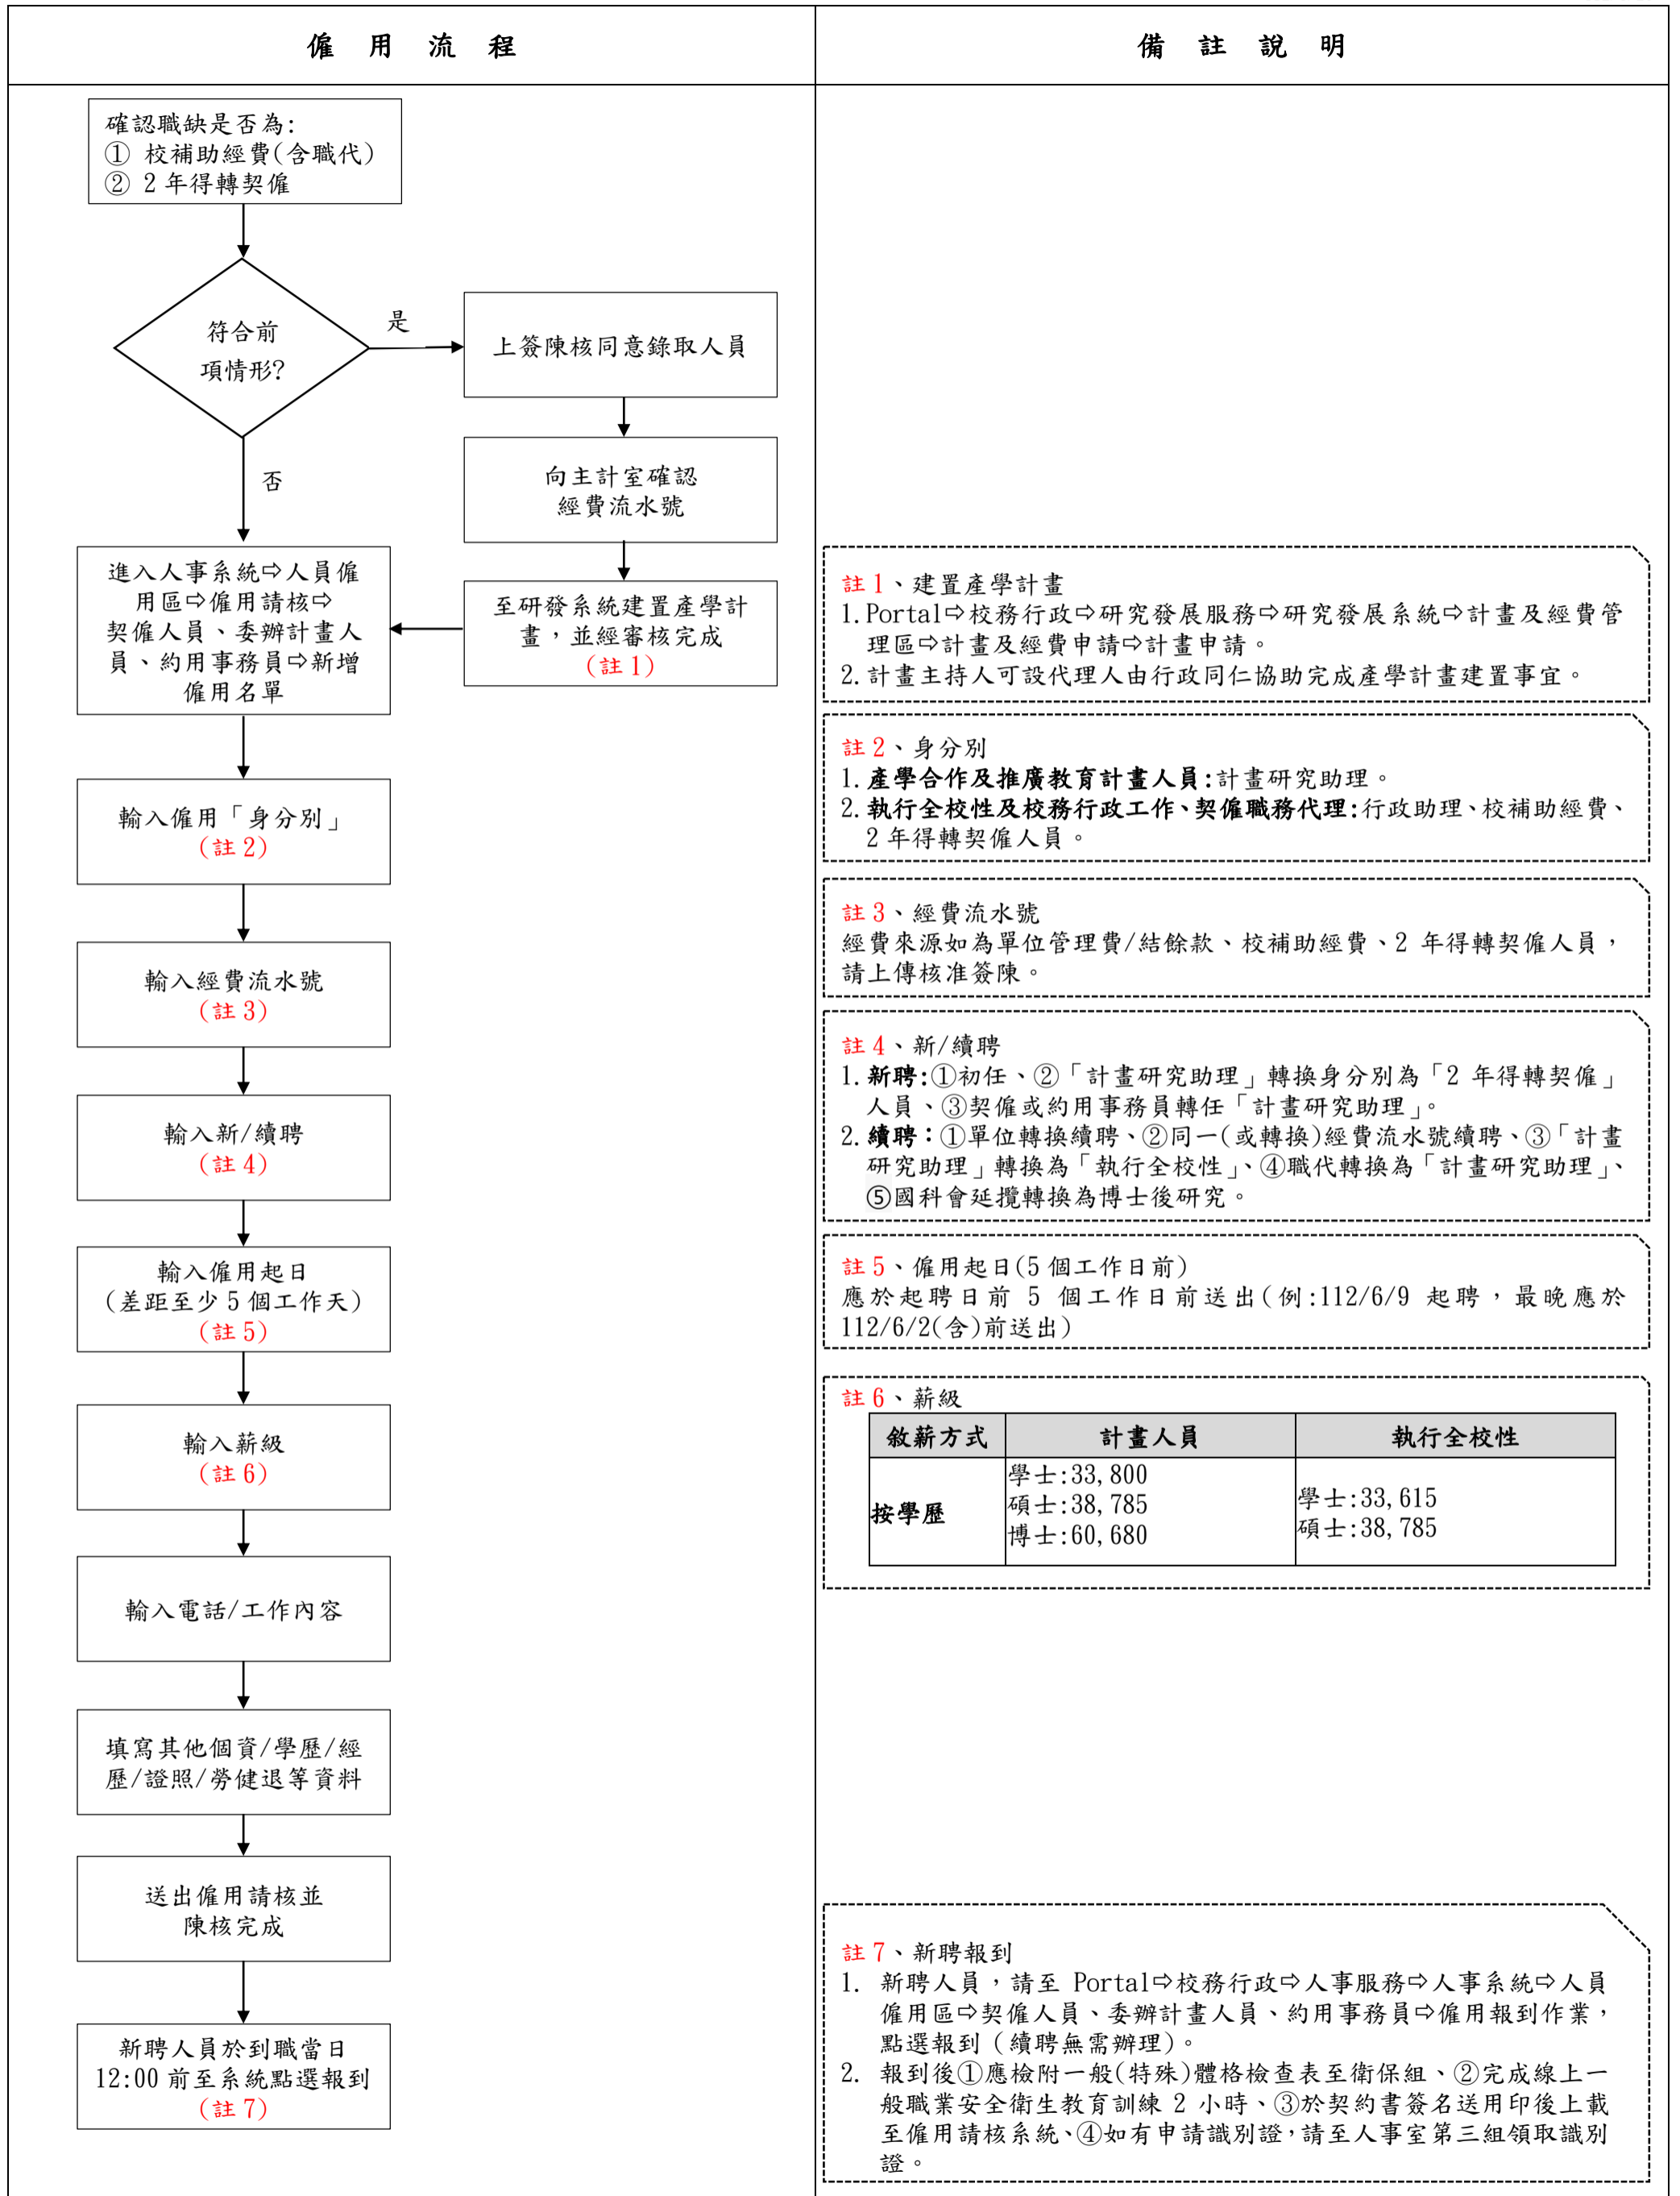 僱用流程
備註說明
確認職缺是否為:
① 校補助經費(含職代)
② 2年得轉契僱
符合前
項情形?
是
否
上簽陳核同意錄取人員
向主計室確認
經費流水號
至研發系統建置產學計
畫，並經審核完成
(註1)
進入人事系統⇨人員僱
用區⇨僱用請核⇨
契僱人員、委辦計畫人
員、約用事務員⇨新增
僱用名單
輸入僱用「身分別」
(註2)
輸入經費流水號
(註3)
輸入新/續聘
(註4)
輸入僱用起日
(差距至少5個工作天)
(註5)
輸入薪級
(註6)
輸入電話/工作內容
填寫其他個資/學歷/經
歷/證照/勞健退等資料
送出僱用請核並
陳核完成
新聘人員於到職當日
12:00前至系統點選報到
(註7)
註1、建置產學計畫
1.Portal⇨校務行政⇨研究發展服務⇨研究發展系統⇨計畫及經費管
理區⇨計畫及經費申請⇨計畫申請。
2.計畫主持人可設代理人由行政同仁協助完成產學計畫建置事宜。
註2、身分別
1.產學合作及推廣教育計畫人員:計畫研究助理。
2.執行全校性及校務行政工作、契僱職務代理:行政助理、校補助經費、
2年得轉契僱人員。
註3、經費流水號
經費來源如為單位管理費/結餘款、校補助經費、2 年得轉契僱人員，
請上傳核准簽陳。
註4、新/續聘
1.新聘:①初任、②「計畫研究助理」轉換身分別為「2 年得轉契僱」
人員、③契僱或約用事務員轉任「計畫研究助理」。
2.續聘：①單位轉換續聘、②同一(或轉換)經費流水號續聘、③「計畫
研究助理」轉換為「執行全校性」、④職代轉換為「計畫研究助理」、
⑤國科會延攬轉換為博士後研究。
註5、僱用起日(5個工作日前)
應於起聘日前 5 個工作日前送出(例:112/6/9 起聘，最晚應於
112/6/2(含)前送出)
註6、薪級
敘薪方式
計畫人員
執行全校性
按學歷
學士:33,800
碩士:38,785
博士:60,680
學士:33,615
碩士:38,785
註7、新聘報到
1. 新聘人員，請至 Portal⇨校務行政⇨人事服務⇨人事系統⇨人員
僱用區⇨契僱人員、委辦計畫人員、約用事務員⇨僱用報到作業，
點選報到（續聘無需辦理)。
2. 報到後①應檢附一般(特殊)體格檢查表至衛保組、②完成線上一
般職業安全衛生教育訓練 2 小時、③於契約書簽名送用印後上載
至僱用請核系統、④如有申請識別證，請至人事室第三組領取識別
證。